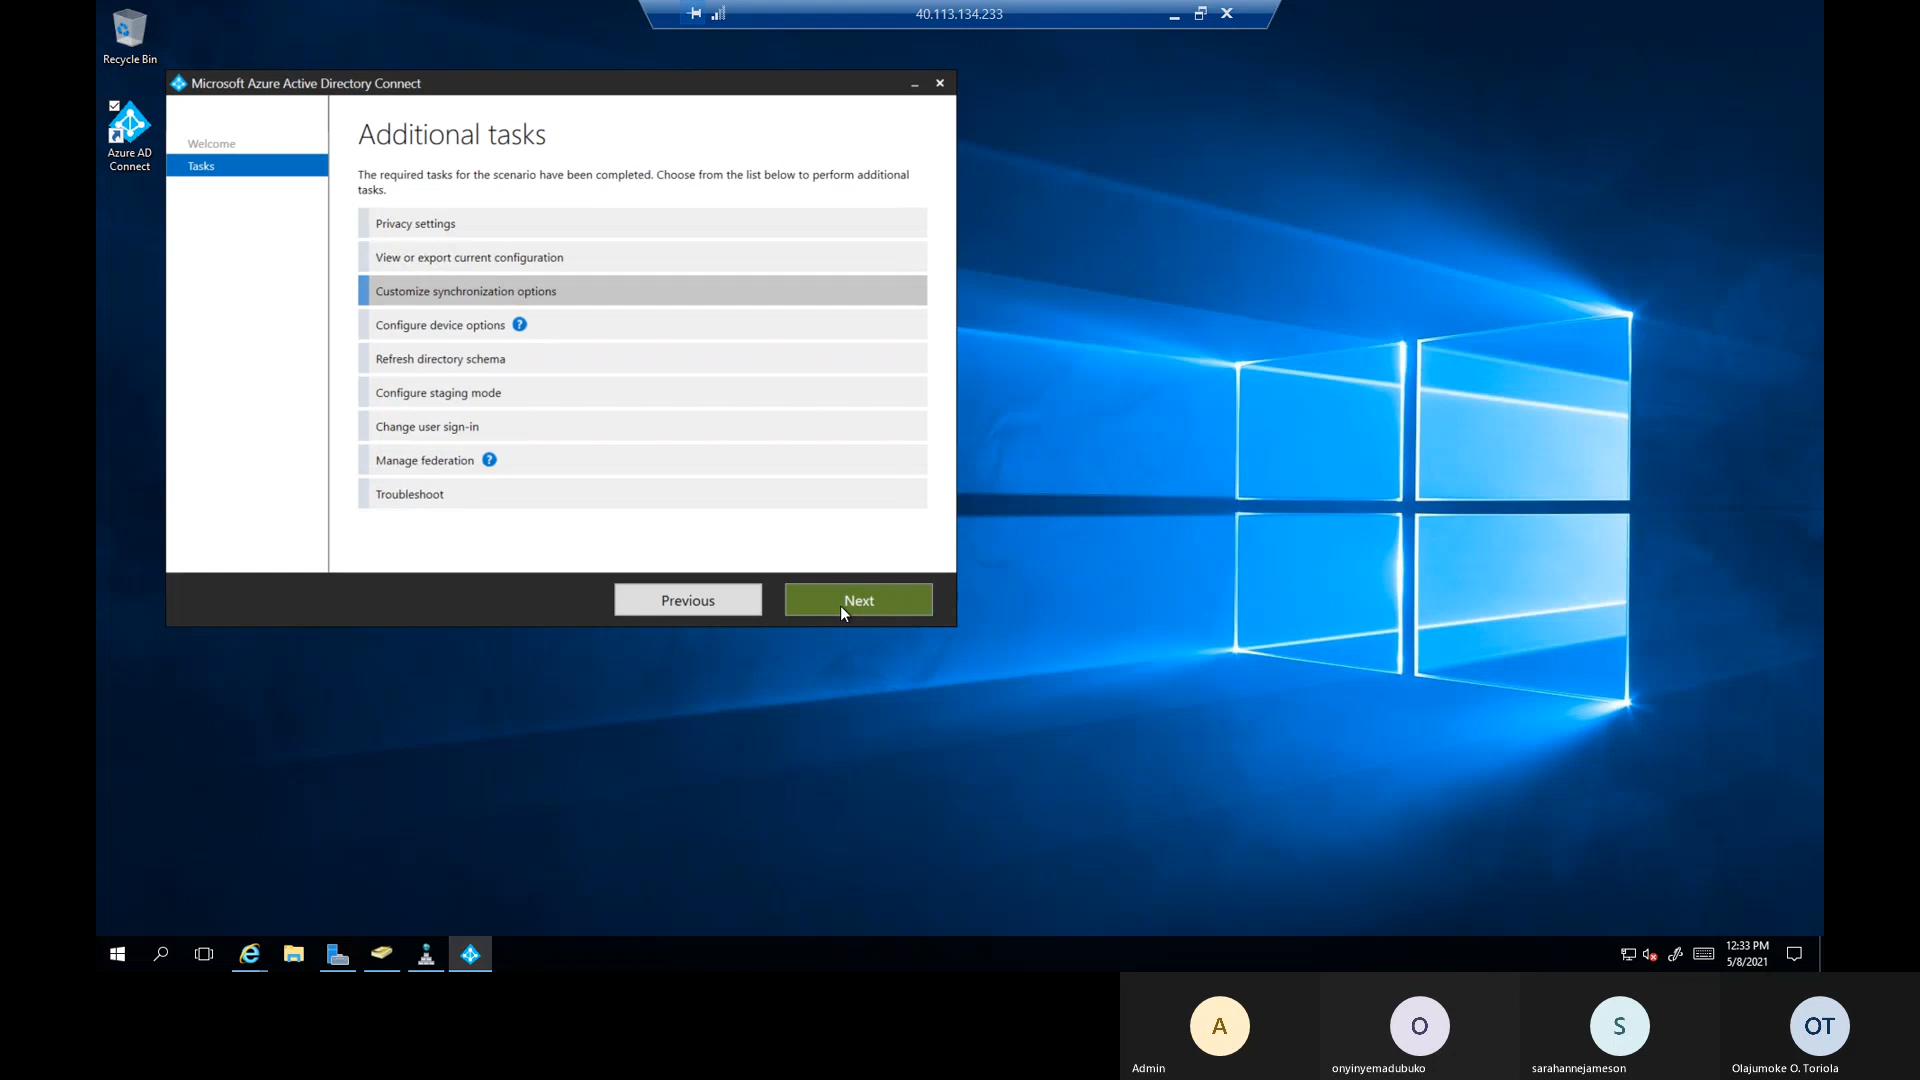 40.113.134.233
Recycle Bin
Azure AD
Connect
Microsoft Azure Active Directory Connect
Welcome
Tasks
Additional tasks
The required tasks for the scenario have been completed. Choose from the list below to perform additional
tasks.
Privacy settings
View or export current configuration
Customize synchronization options
Configure device options ?
Refresh directory schema
Configure staging mode
Change user sign-in
Manage federation ?
Troubleshoot
Previous
Next
12:33 PM
5/8/2021
A
O
S
OT
Admin
onyinyemadubuko
sarahannejameson
Olajumoke O. Toriola